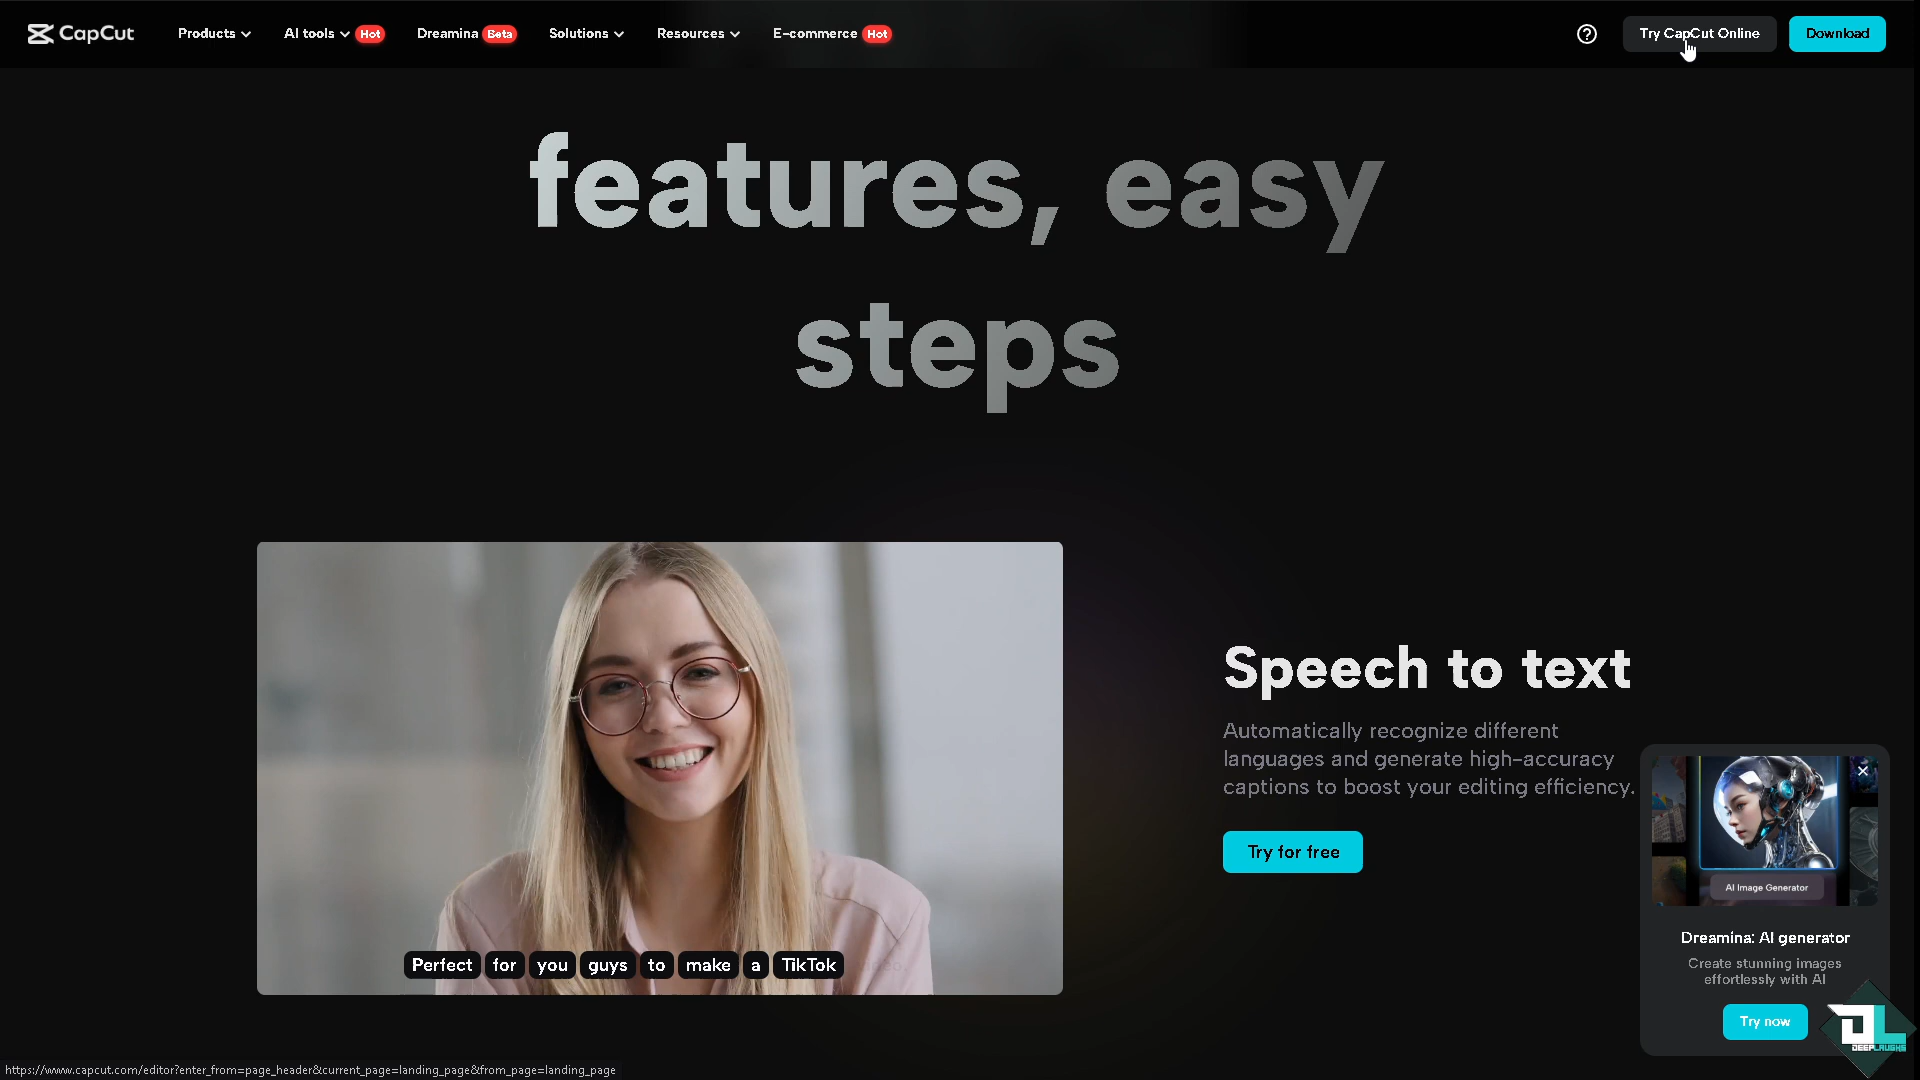 CapCut
Products
AI tools Hot
Dreamina Beta
Solutions
Resources
E-commerce Hot
Try CapCut Online
Download
features, easy
steps
Perfect for you guys to make a TikTok
Speech to text
Automatically recognize different
languages and generate high-accuracy
captions to boost your editing efficiency.
Try for free
AI Image Generator
Dreamina: AI generator
Create stunning images
effortlessly with AI
Try now
DL
DEEPLAUGHS
https://www.capcut.com/editor?enter_from=page_header&current_page=landing_page&from_page=landing_page